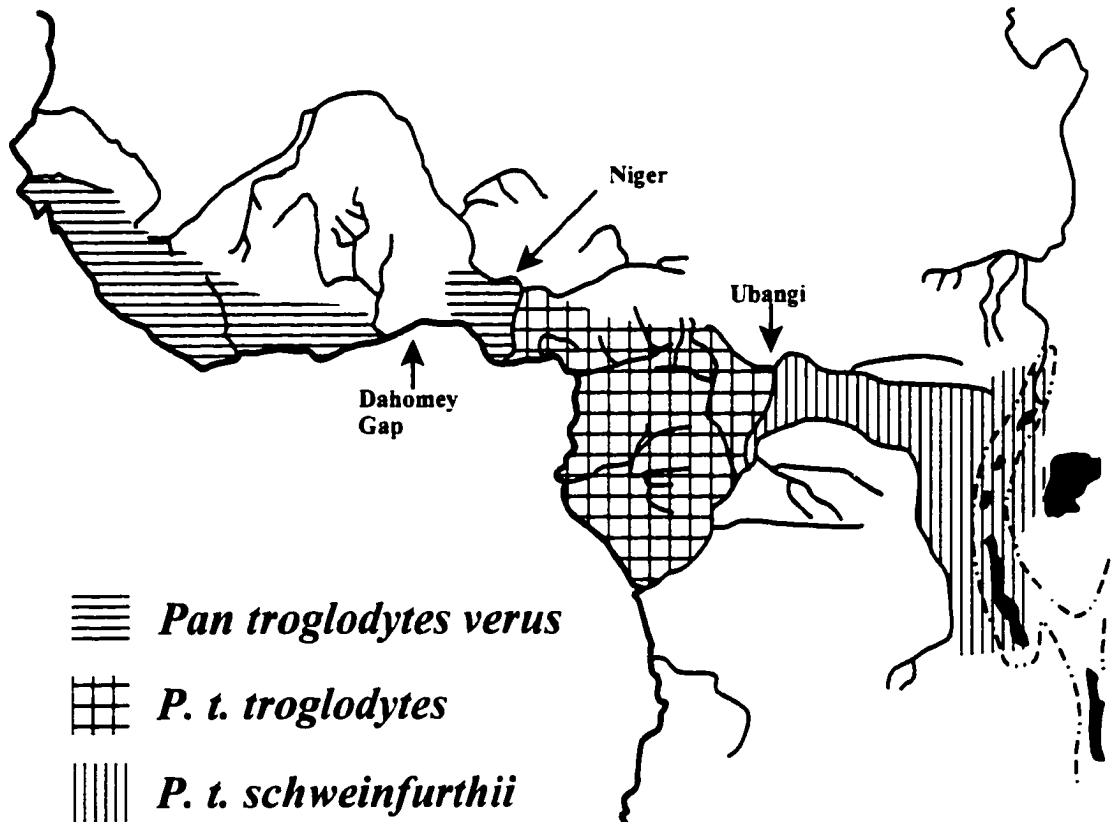 Niger
Ubangi
Dahomey
Gap
Pan troglodytes verus
P. t. troglodytes
P. t. schweinfurthii